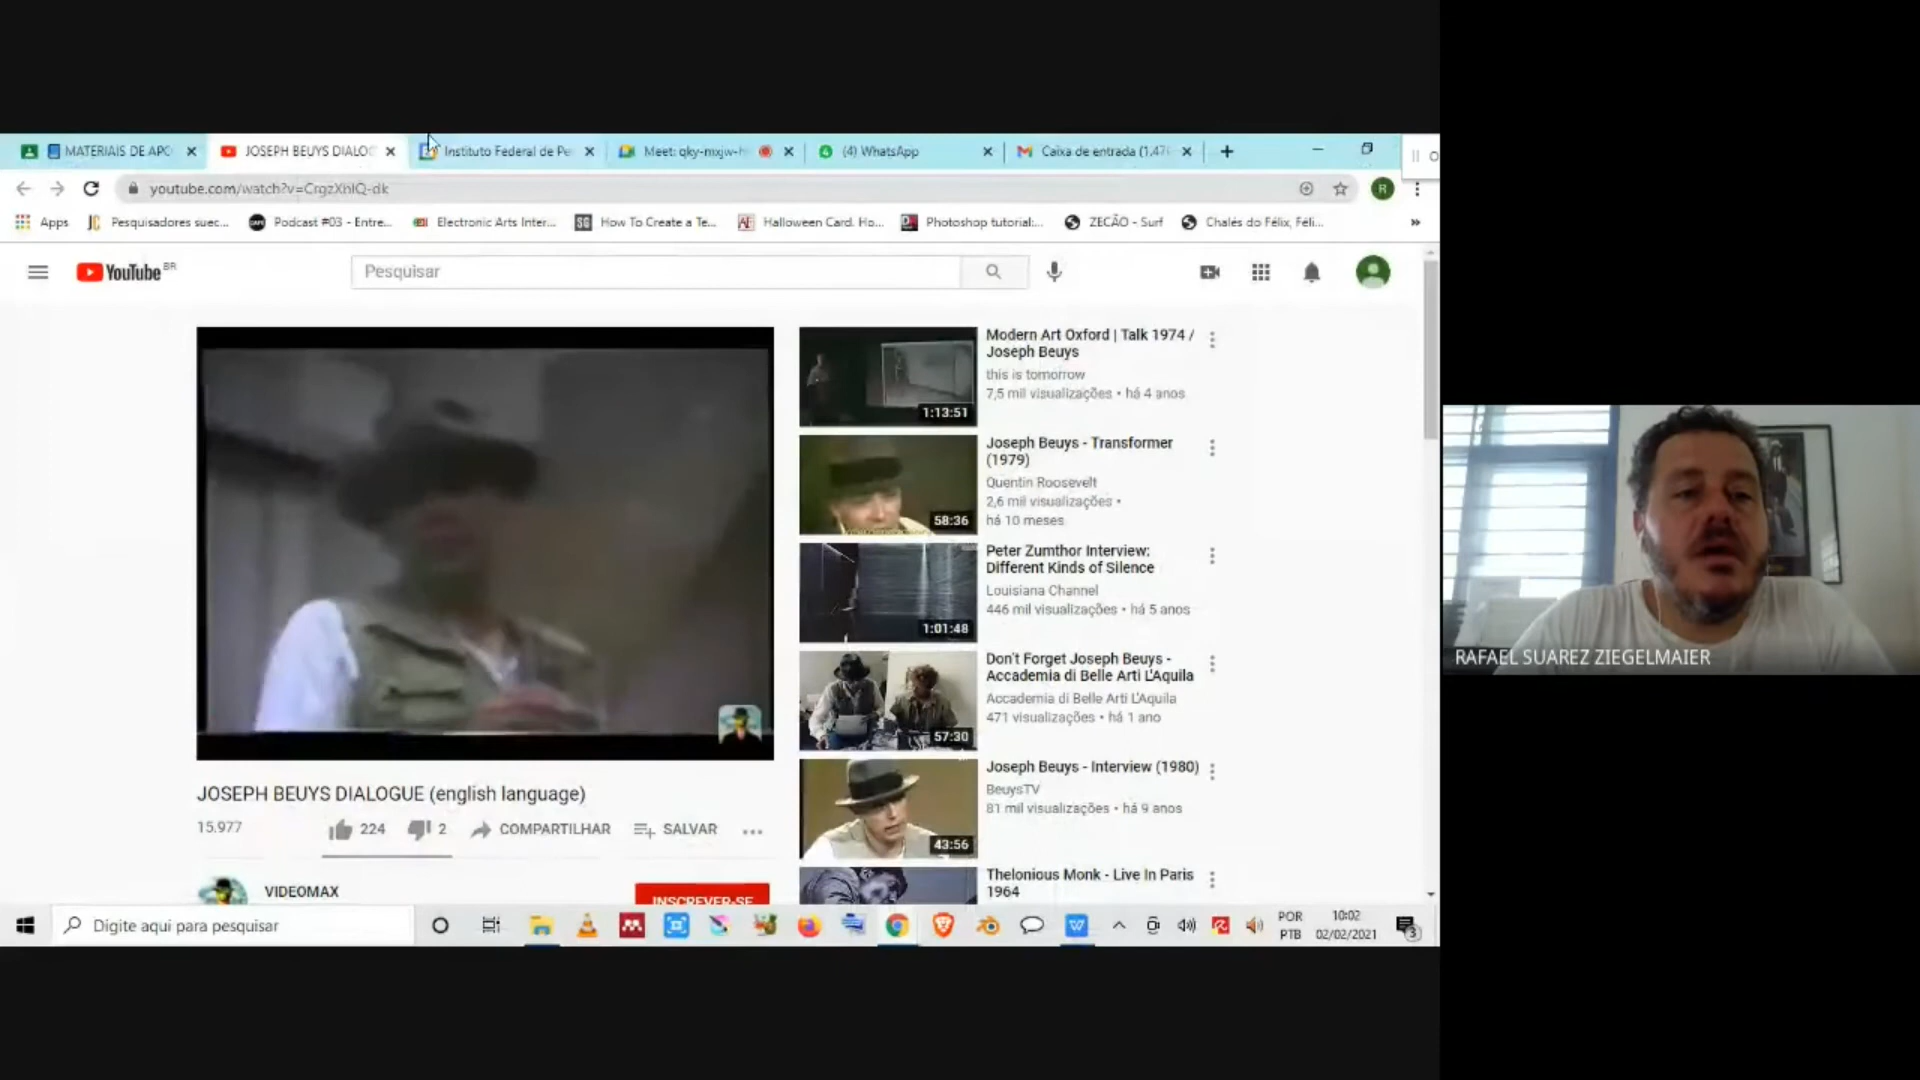 MATERIAIS DE APC
JOSEPH BEUYS DIALOG
Instituto Federal de Pe
Meet: qky-mxjw-
(4) WhatsApp
Caixa de entrada (1.47
youtube.com/watch?v=CrgzXhlQ-dk
R
Apps
Pesquisadores suec...
Podcast #03 - Entre...
Electronic Arts Inter...
How To Create a Te...
Halloween Card. Ho...
Photoshop tutorial:...
ZECÃO - Surf
Chalés do Félix, Féli...
YouTube BR
Pesquisar
Modern Art Oxford | Talk 1974 /
Joseph Beuys
this is tomorrow
7,5 mil visualizações • há 4 anos
1:13:51
Joseph Beuys - Transformer
(1979)
Quentin Roosevelt
2,6 mil visualizações •
há 10 meses
58:36
Peter Zumthor Interview:
Different Kinds of Silence
Louisiana Channel
446 mil visualizações • há 5 anos
1:01:48
Don't Forget Joseph Beuys -
Accademia di Belle Arti L'Aquila
Accademia di Belle Arti L'Aquila
471 visualizações • há 1 ano
57:30
Joseph Beuys - Interview (1980)
BeuysTV
81 mil visualizações • há 9 anos
43:56
Thelonious Monk - Live In Paris
1964
JOSEPH BEUYS DIALOGUE (english language)
15.977
224
2
COMPARTILHAR
SALVAR
VIDEOMAX
INSCREVER-SE
Digite aqui para pesquisar
POR
PTB
10:02
02/02/2021
3
RAFAEL SUAREZ ZIEGELMAIER